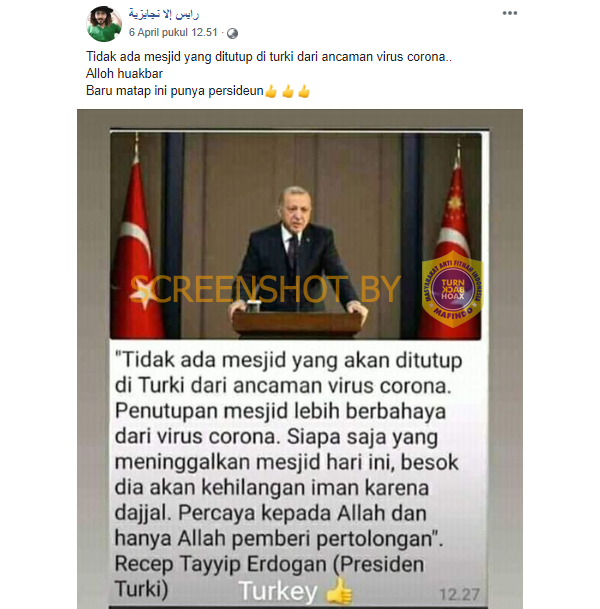 رايس إلا نجايزية
6 April pukul 12.51 ·
Tidak ada mesjid yang ditutup di turki dari ancaman virus corona..
Alloh huakbar
Baru matap ini punya persideun👍👍👍
SCREENSHOT BY
MASYARAKAT ANTI FITNAH INDONESIA
TURN
BACK
HOAX
MAFINDO
"Tidak ada mesjid yang akan ditutup
di Turki dari ancaman virus corona.
Penutupan mesjid lebih berbahaya
dari virus corona. Siapa saja yang
meninggalkan mesjid hari ini, besok
dia akan kehilangan iman karena
dajjal. Percaya kepada Allah dan
hanya Allah pemberi pertolongan".
Recep Tayyip Erdogan (Presiden
Turki)
Turkey 👍
12.27